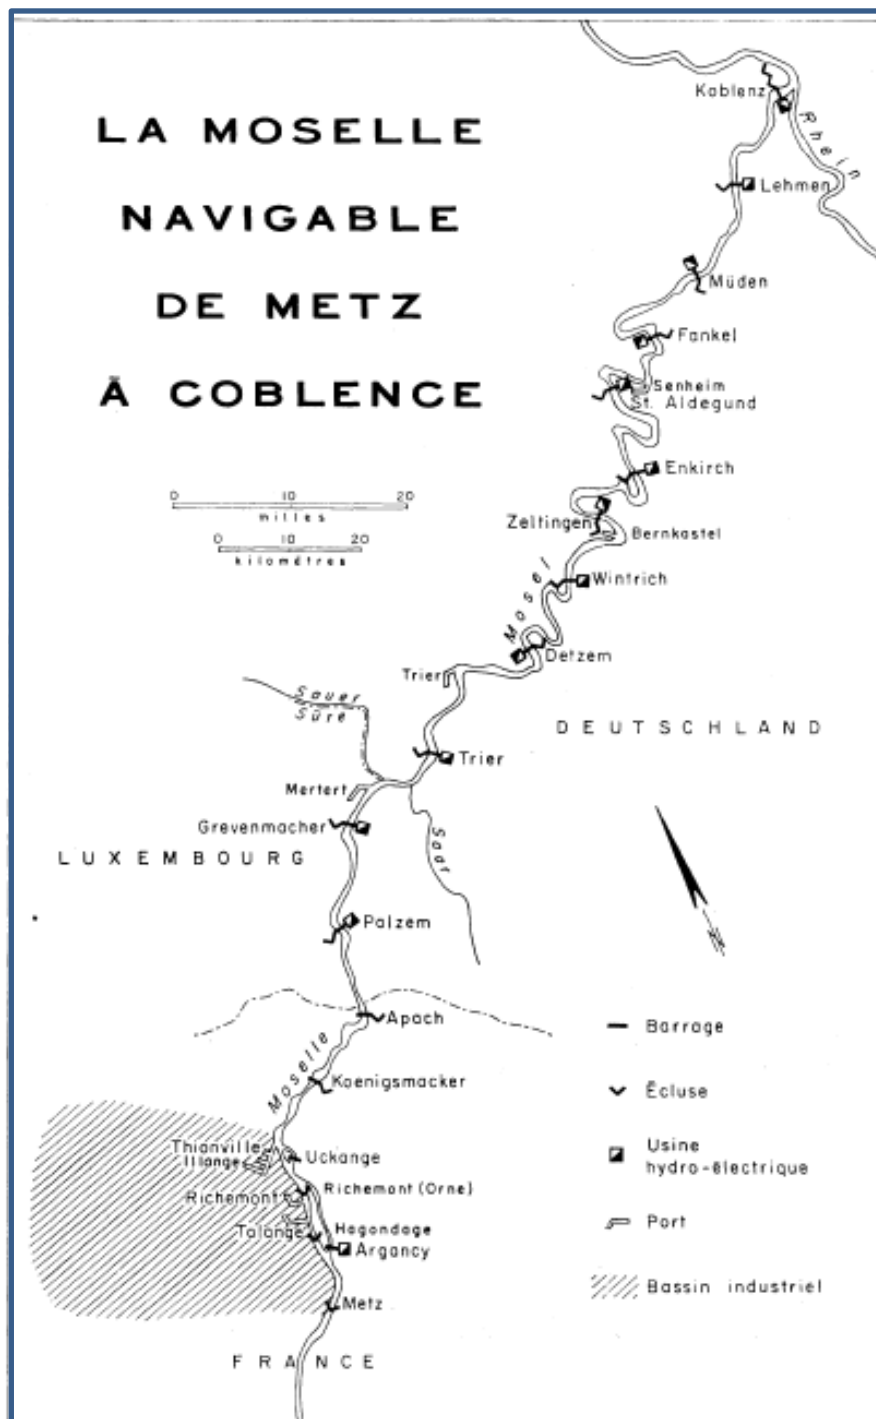 LA MOSELLE
NAVIGABLE
DE METZ
À COBLENCE
0 10 20
milles
0 10 20
kilomètres
Koblenz
Rhein
Lehmen
Müden
Fankel
Senheim
St. Aldegund
Enkirch
Zeltingen
Bernkastel
Mosel
Wintrich
Detzem
Trier
Sauer
Sûre
DEUTSCHLAND
Trier
Mertert
Grevenmacher
Saar
LUXEMBOURG
Palzem
N
Apach
Moselle
Koenigsmacker
Thionville
Illange
Uckange
Richemont (Orne)
Richemont
Hagondage
Talange
Argancy
Metz
FRANCE
Barrage
Écluse
Usine
hydro-électrique
Port
Bassin industriel